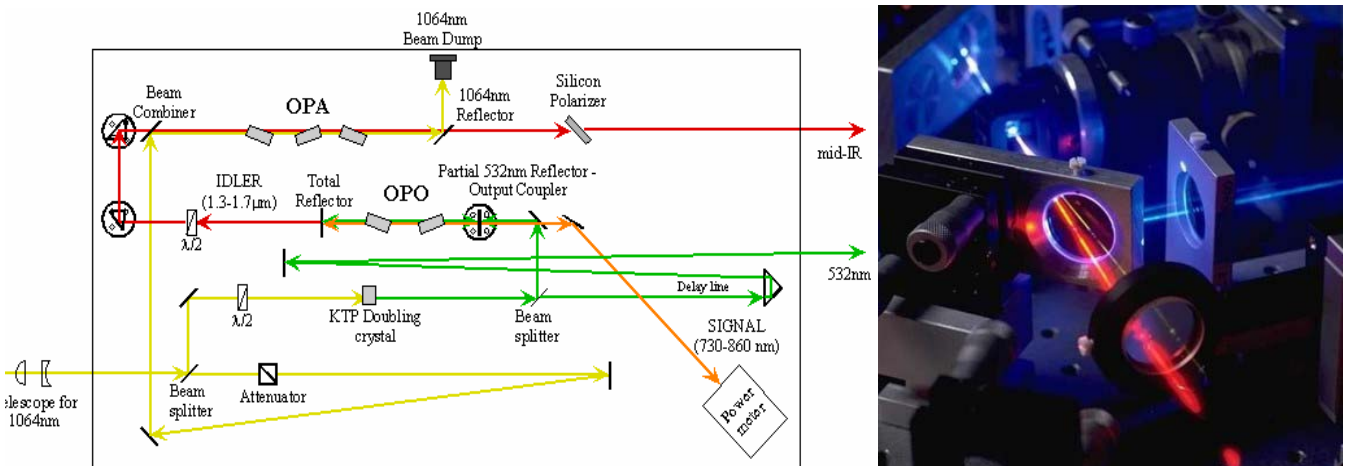 1064nm
Beam Dump
Beam
Combiner
OPA
1064nm
Reflector
Silicon
Polarizer
mid-IR
IDLER
(1.3-1.7μm)
Total
Reflector
OPO
Partial 532nm Reflector -
Output Coupler
λ/2
532nm
Delay line
λ/2
KTP Doubling
crystal
Beam
splitter
SIGNAL
(730-860 nm)
elescope for
1064nm
Beam
splitter
Attenuator
Power
meter